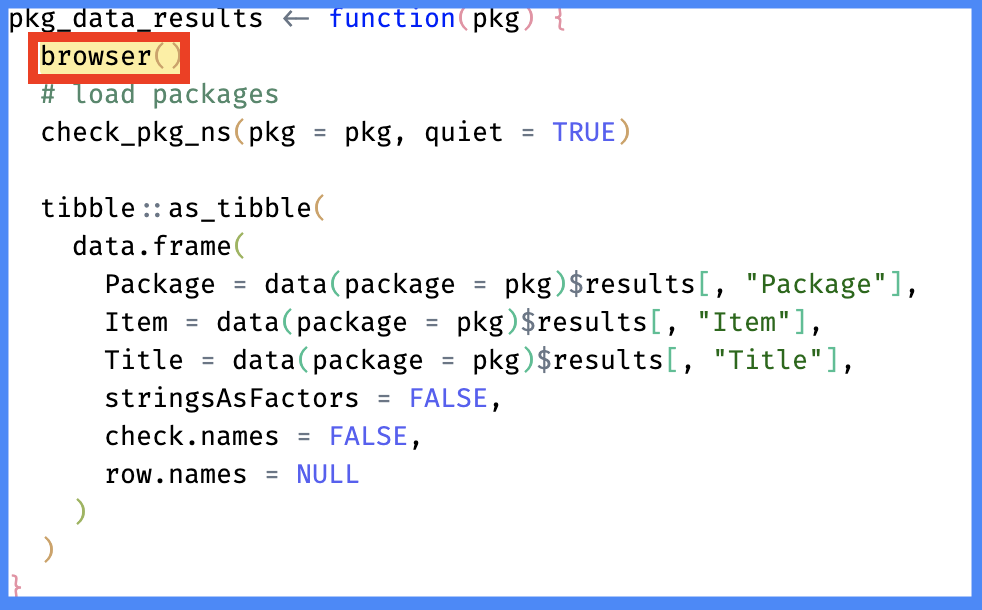 pkg_data_results <- function(pkg) {
  browser()
  # load packages
  check_pkg_ns(pkg = pkg, quiet = TRUE)
  tibble::as_tibble(
    data.frame(
      Package = data(package = pkg)$results[, "Package"],
      Item = data(package = pkg)$results[, "Item"],
      Title = data(package = pkg)$results[, "Title"],
      stringsAsFactors = FALSE,
      check.names = FALSE,
      row.names = NULL
    )
  )
}